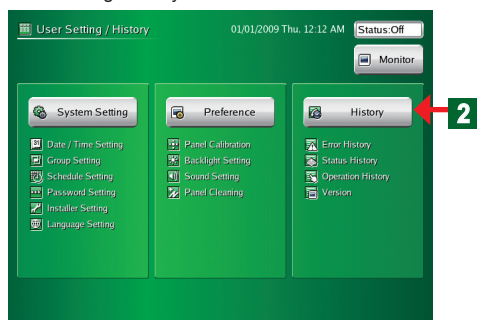 User Setting / History
01/01/2009 Thu. 12:12 AM
Status:Off
Monitor
System Setting
Date / Time Setting
Group Setting
Schedule Setting
Password Setting
Installer Setting
Language Setting
Preference
Panel Calibration
Backlight Setting
Sound Setting
Panel Cleaning
History
Error History
Status History
Operation History
Version
2